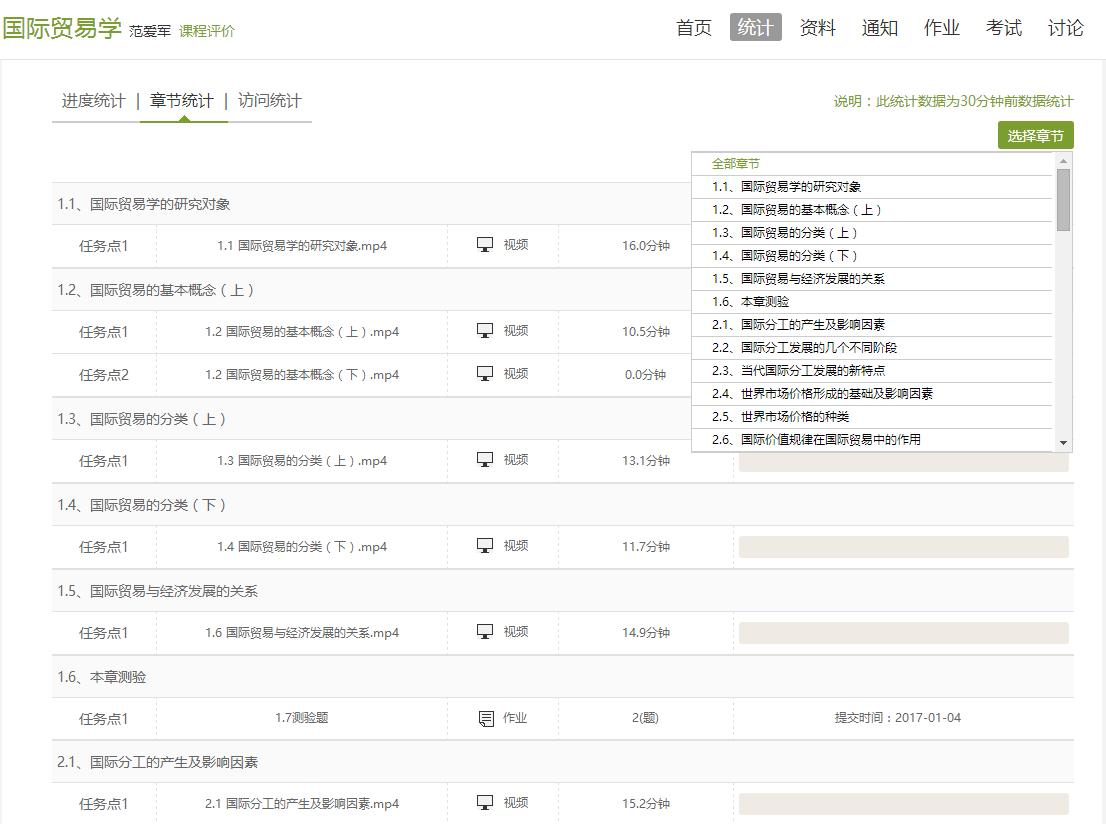 国际贸易学 范爱军 课程评价
首页 统计 资料 通知 作业 考试 讨论
进度统计 | 章节统计 | 访问统计
说明：此统计数据为30分钟前数据统计
选择章节
全部章节
1.1、国际贸易学的研究对象
1.2、国际贸易的基本概念（上）
1.3、国际贸易的分类（上）
1.4、国际贸易的分类（下）
1.5、国际贸易与经济发展的关系
1.6、本章测验
2.1、国际分工的产生及影响因素
2.2、国际分工发展的几个不同阶段
2.3、当代国际分工发展的新特点
2.4、世界市场价格形成的基础及影响因素
2.5、世界市场价格的种类
2.6、国际价值规律在国际贸易中的作用
1.1、国际贸易学的研究对象
任务点1 1.1 国际贸易学的研究对象.mp4 视频 16.0分钟
1.2、国际贸易的基本概念（上）
任务点1 1.2 国际贸易的基本概念（上）.mp4 视频 10.5分钟
任务点2 1.2 国际贸易的基本概念（下）.mp4 视频 0.0分钟
1.3、国际贸易的分类（上）
任务点1 1.3 国际贸易的分类（上）.mp4 视频 13.1分钟
1.4、国际贸易的分类（下）
任务点1 1.4 国际贸易的分类（下）.mp4 视频 11.7分钟
1.5、国际贸易与经济发展的关系
任务点1 1.6 国际贸易与经济发展的关系.mp4 视频 14.9分钟
1.6、本章测验
任务点1 1.7测验题 作业 2(题) 提交时间：2017-01-04
2.1、国际分工的产生及影响因素
任务点1 2.1 国际分工的产生及影响因素.mp4 视频 15.2分钟